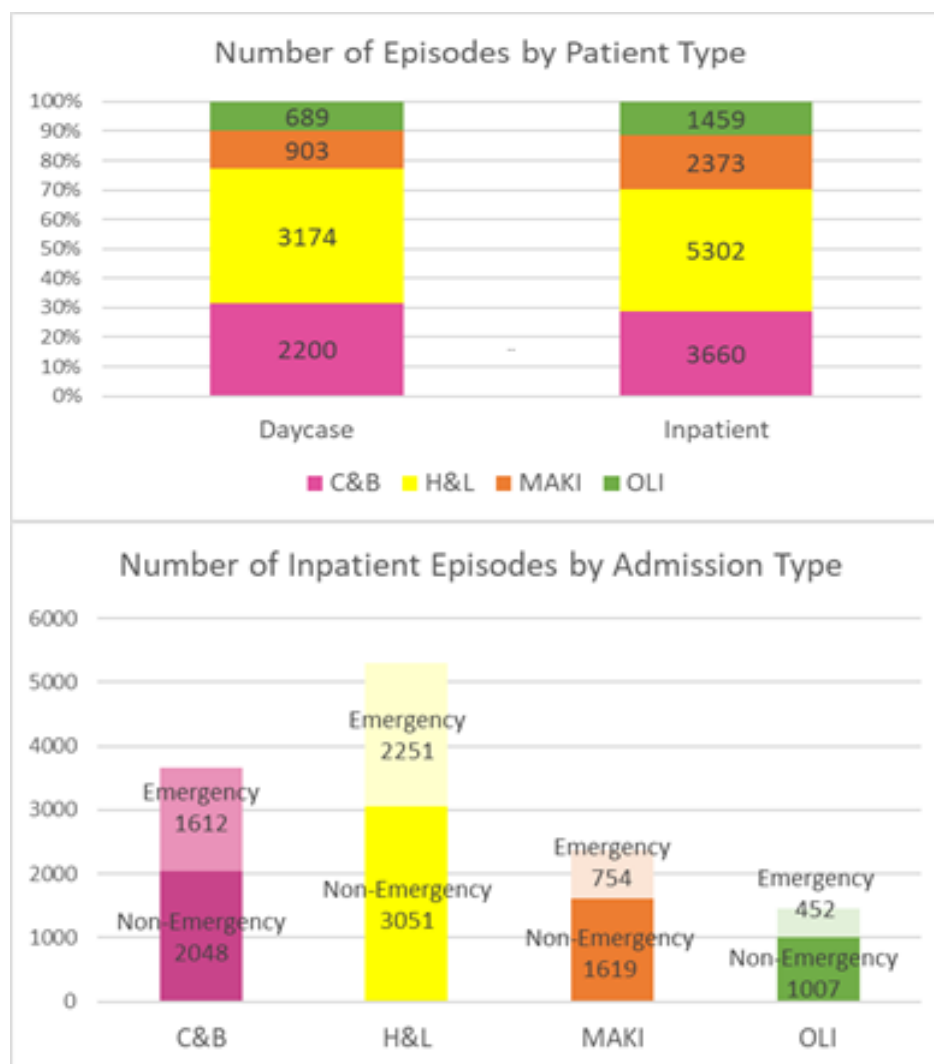 Number of Episodes by Patient Type
100%
90%
80%
70%
60%
50%
40%
30%
20%
10%
0%
689
903
3174
2200
1459
2373
5302
3660
Daycase Inpatient
C&B H&L MAKI OLI
Number of Inpatient Episodes by Admission Type
6000
5000
4000
3000
2000
1000
0
Emergency
1612
Non-Emergency
2048
Emergency
2251
Non-Emergency
3051
Emergency
754
Non-Emergency
1619
Emergency
452
Non-Emergency
1007
C&B H&L MAKI OLI